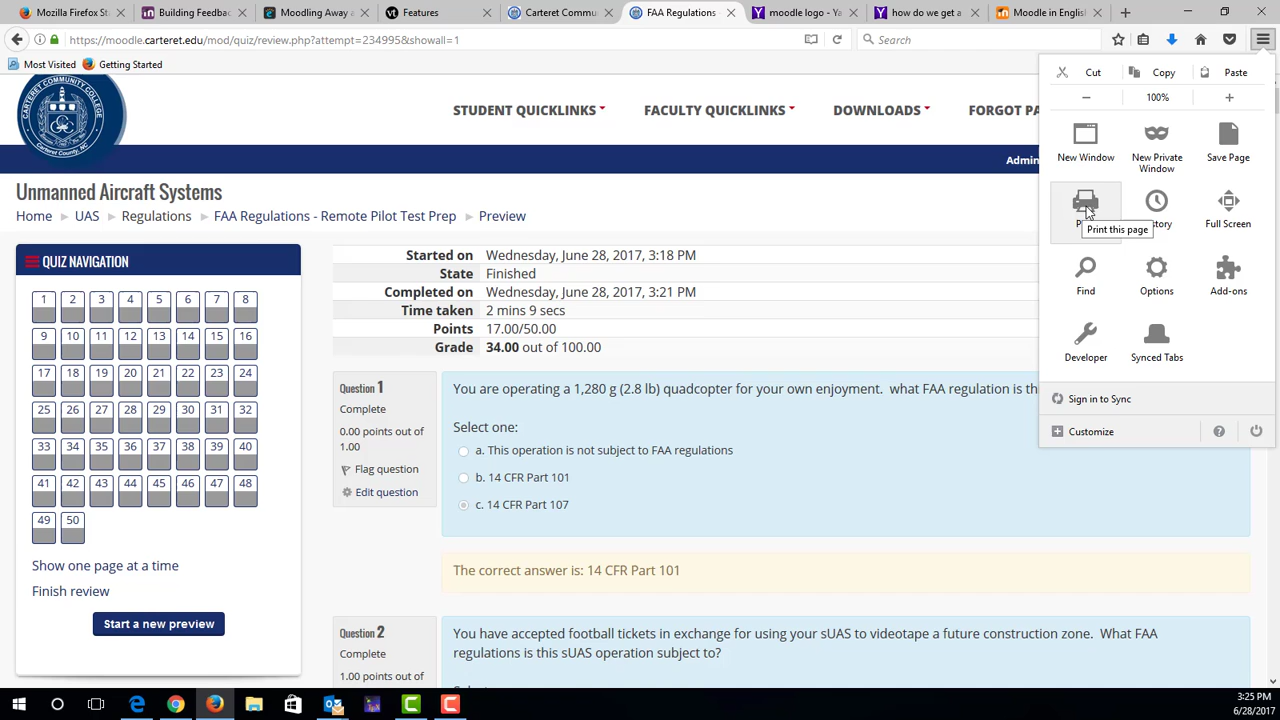 Mozilla Firefox St
Building Feedbac
Moodling Away a
Features
Carteret Commu
FAA Regulations
moodle logo - Ya
how do we get a
Moodle in English
https://moodle.carteret.edu/mod/quiz/review.php?attempt=234995&showall=1
Search
Most Visited
Getting Started
Cut
Copy
Paste
100%
STUDENT QUICKLINKS
FACULTY QUICKLINKS
DOWNLOADS
FORGOT PA
New Window
New Private Window
Save Page
CARTERET COMMUNITY COLLEGE
Carteret County, NC
Admin
Unmanned Aircraft Systems
Home
UAS
Regulations
FAA Regulations - Remote Pilot Test Prep
Preview
Print this page
Full Screen
Find
Options
Add-ons
Developer
Synced Tabs
Sign in to Sync
Customize
QUIZ NAVIGATION
1 2 3 4 5 6 7 8
9 10 11 12 13 14 15 16
17 18 19 20 21 22 23 24
25 26 27 28 29 30 31 32
33 34 35 36 37 38 39 40
41 42 43 44 45 46 47 48
49 50
Show one page at a time
Finish review
Start a new preview
Started on Wednesday, June 28, 2017, 3:18 PM
State Finished
Completed on Wednesday, June 28, 2017, 3:21 PM
Time taken 2 mins 9 secs
Points 17.00/50.00
Grade 34.00 out of 100.00
Question 1
Complete
0.00 points out of
1.00
Flag question
Edit question
You are operating a 1,280 g (2.8 lb) quadcopter for your own enjoyment. what FAA regulation is th
Select one:
a. This operation is not subject to FAA regulations
b. 14 CFR Part 101
c. 14 CFR Part 107
The correct answer is: 14 CFR Part 101
Question 2
Complete
1.00 points out of
You have accepted football tickets in exchange for using your sUAS to videotape a future construction zone. What FAA
regulations is this sUAS operation subject to?
3:25 PM
6/28/2017